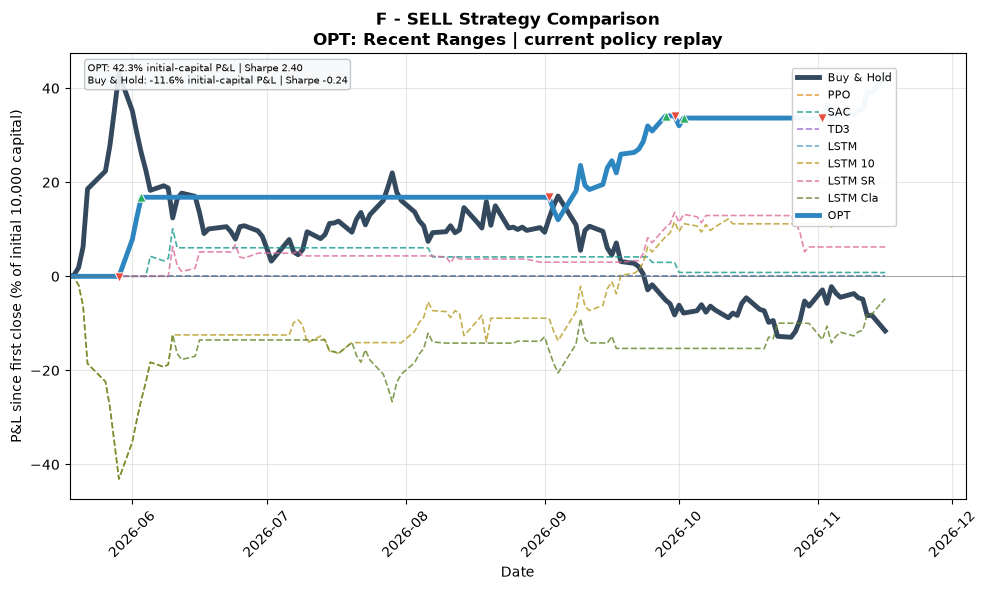 F - SELL Strategy Comparison
OPT: Recent Ranges | current policy replay
OPT: 42.3% initial-capital P&L | Sharpe 2.40
Buy & Hold: -11.6% initial-capital P&L | Sharpe -0.24
Buy & Hold
PPO
SAC
TD3
LSTM
LSTM 10
LSTM SR
LSTM Cla
OPT
P&L since first close (% of initial 10,000 capital)
40
20
0
−20
−40
2026-06
2026-07
2026-08
2026-09
2026-10
2026-11
2026-12
Date